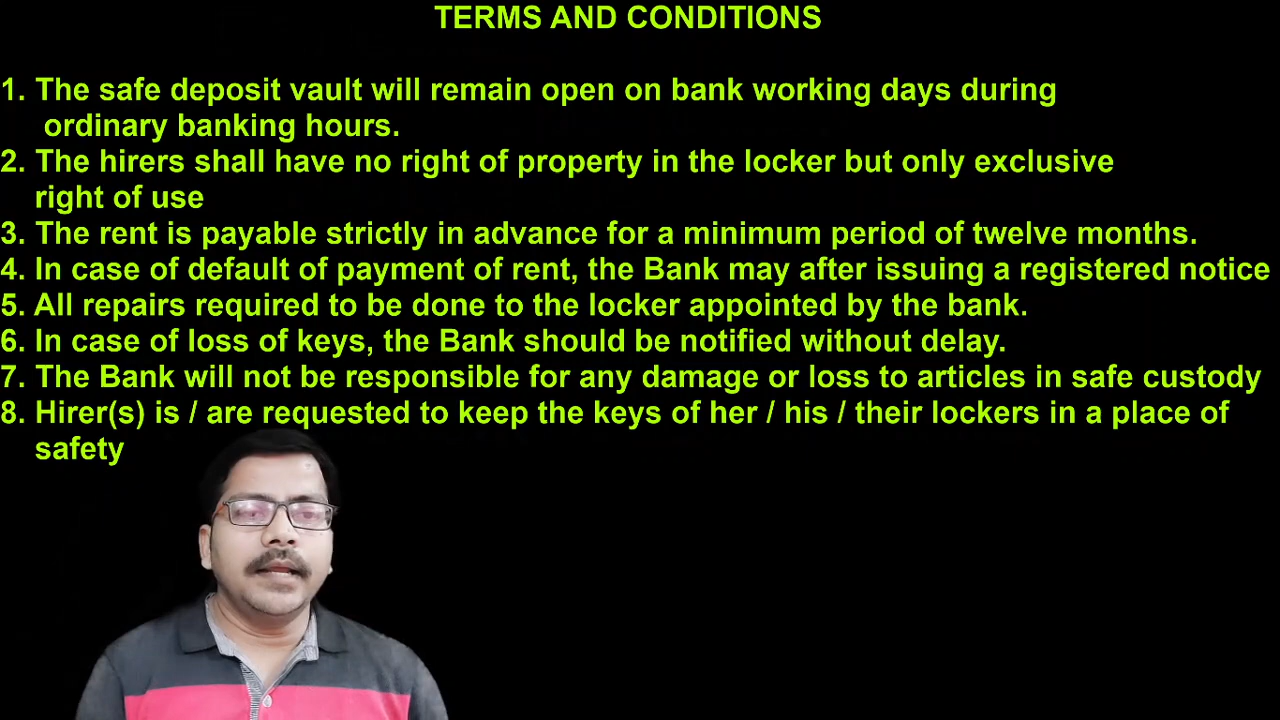 TERMS AND CONDITIONS
1. The safe deposit vault will remain open on bank working days during
ordinary banking hours.
2. The hirers shall have no right of property in the locker but only exclusive
right of use
3. The rent is payable strictly in advance for a minimum period of twelve months.
4. In case of default of payment of rent, the Bank may after issuing a registered notice
5. All repairs required to be done to the locker appointed by the bank.
6. In case of loss of keys, the Bank should be notified without delay.
7. The Bank will not be responsible for any damage or loss to articles in safe custody
8. Hirer(s) is / are requested to keep the keys of her / his / their lockers in a place of
safety